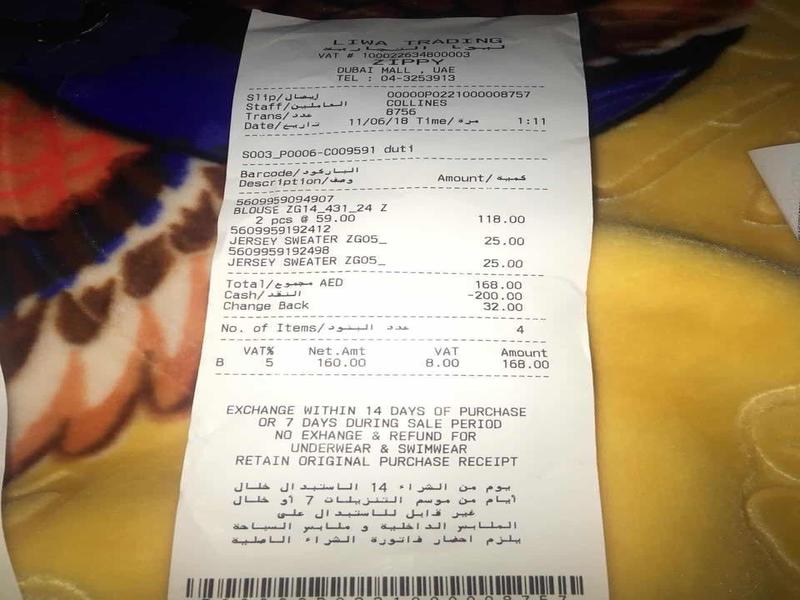 LIWA TRADING
ليوا التجارية
VAT # 100022634800003
ZIPPY
DUBAI MALL , UAE
TEL : 04-3253913
Slip/إيصال 00000P0221000008757
Staff/العاملين COLLINES
Trans/عدد 8756
Date/تاريخ 11/06/18 Time/مرة 1:11
S003_P0006-C009591 duti
Barcode/الباركود
Description/وصف Amount/كمية
5609959094907
BLOUSE ZG14_431_24 Z
2 pcs @ 59.00 118.00
5609959192412
JERSEY SWEATER ZG05_ 25.00
5609959192498
JERSEY SWEATER ZG05_ 25.00
Total/مجموع AED 168.00
Cash/النقد -200.00
Change Back 32.00
No. of Items/عدد البنود 4
VAT% Net.Amt VAT Amount
B 5 160.00 8.00 168.00
EXCHANGE WITHIN 14 DAYS OF PURCHASE
OR 7 DAYS DURING SALE PERIOD
NO EXHANGE & REFUND FOR
UNDERWEAR & SWIMWEAR
RETAIN ORIGINAL PURCHASE RECEIPT
يوم من الشراء 14 الاستبدال خلال
أيام من موسم التنزيلات 7 أو خلال
غير قابل للاستبدال على
الملابس الداخلية و ملابس السباحة
يلزم احضار فاتورة الشراء الاصلية